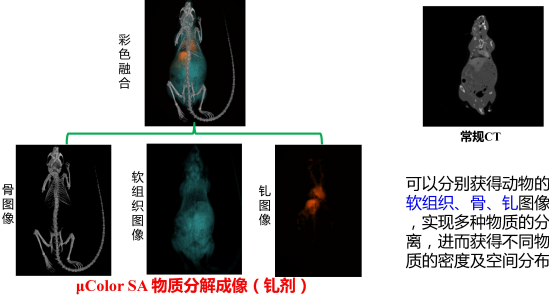 彩色融合
常规CT
骨图像
软组织图像
钆图像
可以分别获得动物的
软组织、骨、钆图像
，实现多种物质的分
离，进而获得不同物
质的密度及空间分布
μColor SA 物质分解成像（钆剂）